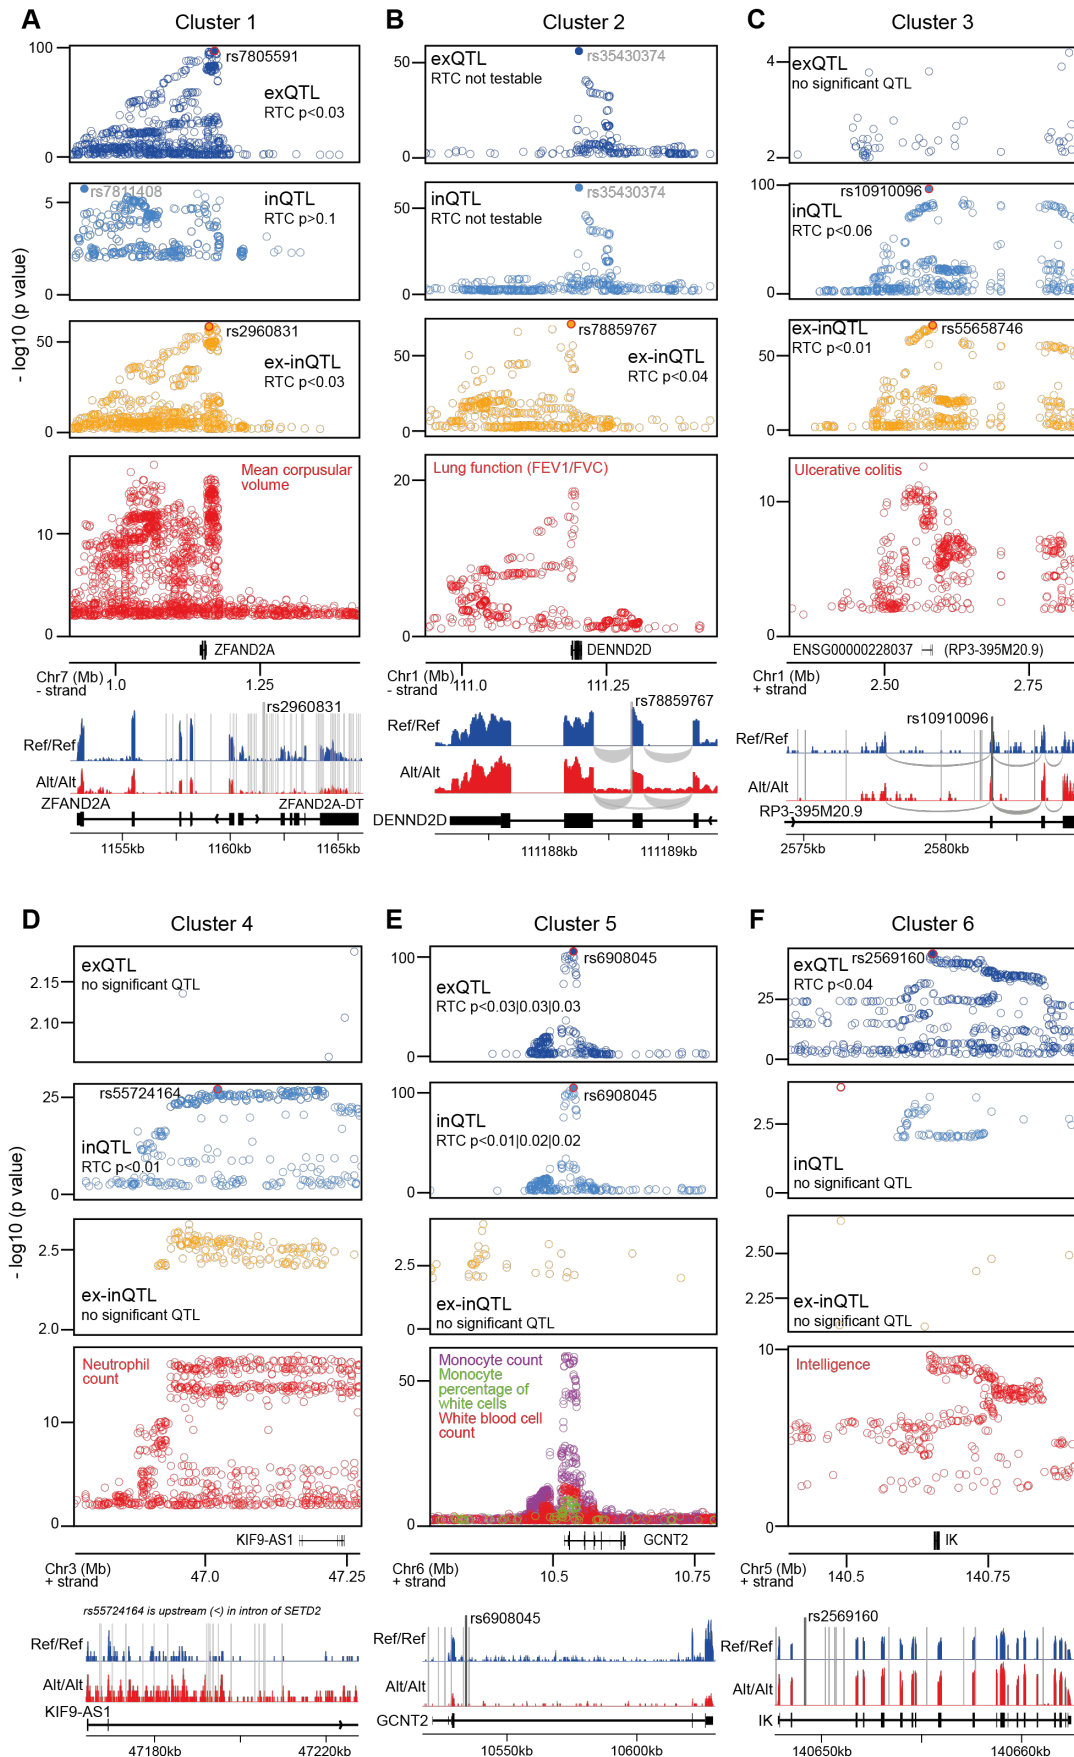 A Cluster 1
100
0
rs7805591
exQTL
RTC p<0.03
5
0
rs7811408
inQTL
RTC p>0.1
50
0
rs2960831
ex-inQTL
RTC p<0.03
10
0
Mean corpusular
volume
- log10 (p value)
ZFAND2A
Chr7 (Mb)
- strand
1.0 1.25
rs2960831
Ref/Ref
Alt/Alt
ZFAND2A ZFAND2A-DT
1155kb 1160kb 1165kb
B Cluster 2
50
0
exQTL
RTC not testable
rs35430374
50
0
inQTL
RTC not testable
rs35430374
50
0
rs78859767
ex-inQTL
RTC p<0.04
20
0
Lung function (FEV1/FVC)
DENND2D
Chr1 (Mb)
- strand
111.0 111.25
rs78859767
Ref/Ref
Alt/Alt
DENND2D
111188kb 111189kb
C Cluster 3
4
2
exQTL
no significant QTL
100
0
rs10910096
inQTL
RTC p<0.06
50
0
ex-inQTL
RTC p<0.01
rs55658746
10
0
Ulcerative colitis
ENSG00000228037 (RP3-395M20.9)
Chr1 (Mb)
+ strand
2.50 2.75
rs10910096
Ref/Ref
Alt/Alt
RP3-395M20.9
2575kb 2580kb
D Cluster 4
2.15
2.10
exQTL
no significant QTL
25
0
rs55724164
inQTL
RTC p<0.01
2.5
2.0
ex-inQTL
no significant QTL
10
0
Neutrophil
count
- log10 (p value)
KIF9-AS1
Chr3 (Mb)
+ strand
47.0 47.25
rs55724164 is upstream (<) in intron of SETD2
Ref/Ref
Alt/Alt
KIF9-AS1
47180kb 47220kb
E Cluster 5
100
0
rs6908045
exQTL
RTC p<0.03|0.03|0.03
100
0
rs6908045
inQTL
RTC p<0.01|0.02|0.02
2.5
0
ex-inQTL
no significant QTL
50
0
Monocyte count
Monocyte
percentage of
white cells
White blood cell
count
GCNT2
Chr6 (Mb)
+ strand
10.5 10.75
rs6908045
Ref/Ref
Alt/Alt
GCNT2
10550kb 10600kb
F Cluster 6
25
0
exQTL
RTC p<0.04
rs2569160
2.5
0
inQTL
no significant QTL
2.50
2.25
ex-inQTL
no significant QTL
10
0
Intelligence
IK
Chr5 (Mb)
+ strand
140.5 140.75
rs2569160
Ref/Ref
Alt/Alt
IK
140650kb 140660kb